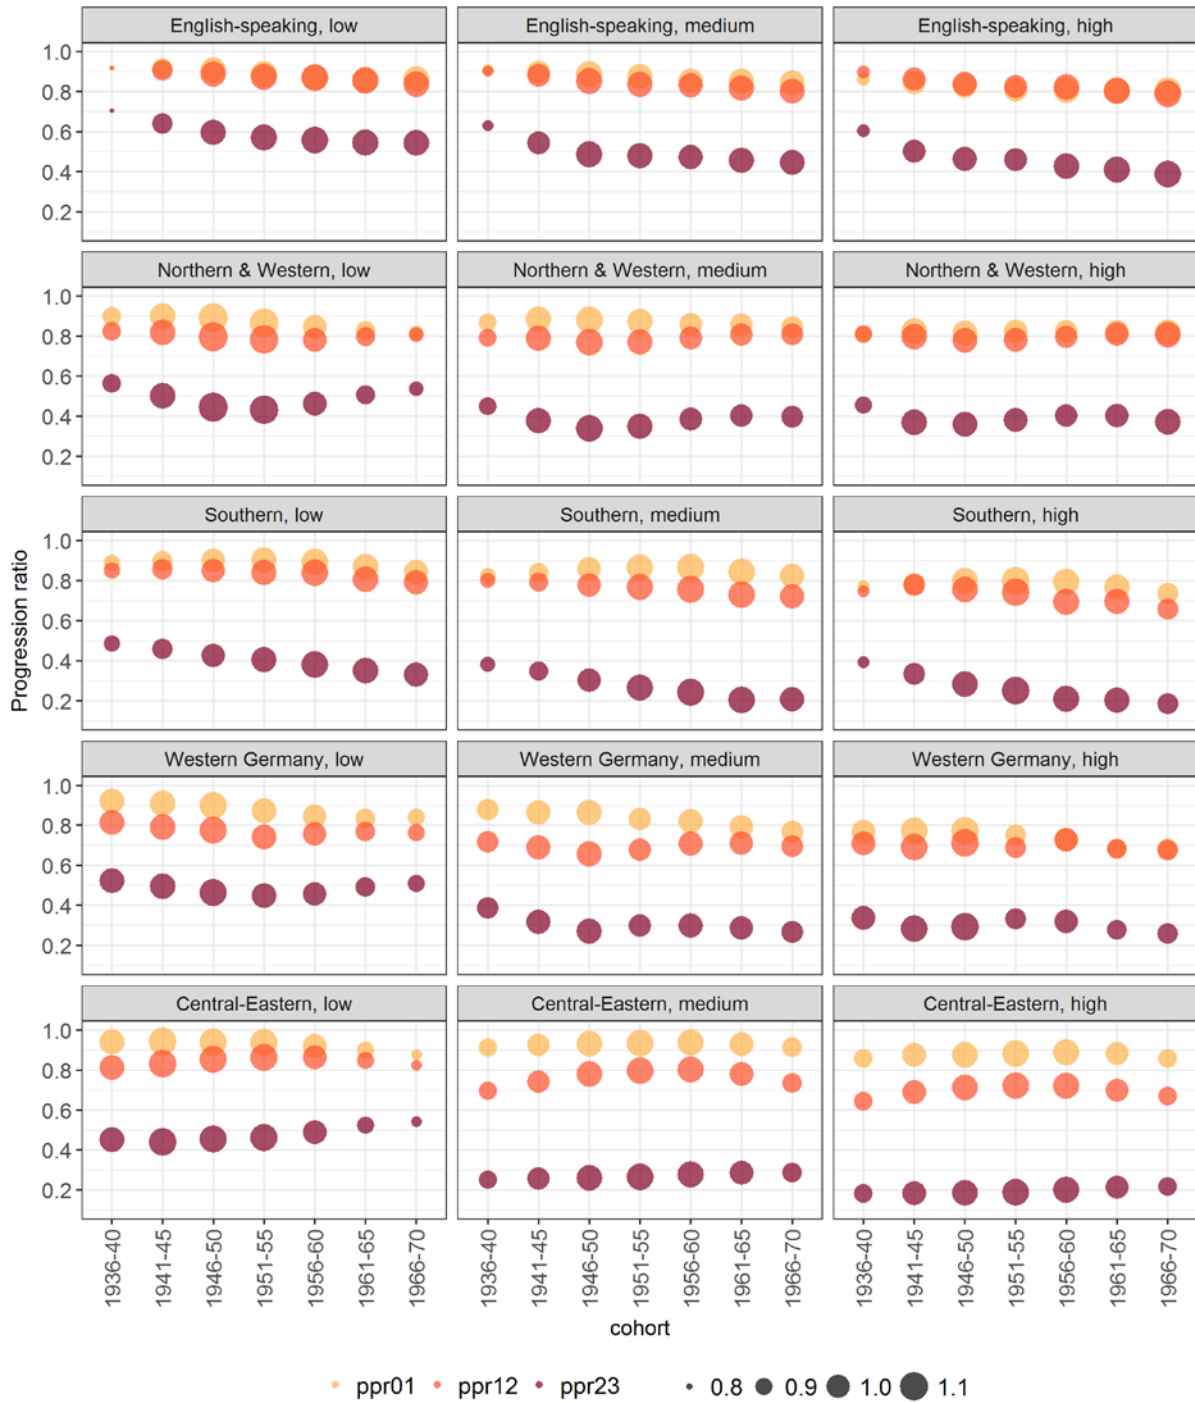 English-speaking, low
English-speaking, medium
English-speaking, high
1.0
0.8
0.6
0.4
0.2
Northern & Western, low
Northern & Western, medium
Northern & Western, high
1.0
0.8
0.6
0.4
0.2
Southern, low
Southern, medium
Southern, high
1.0
0.8
0.6
0.4
0.2
Progression ratio
Western Germany, low
Western Germany, medium
Western Germany, high
1.0
0.8
0.6
0.4
0.2
Central-Eastern, low
Central-Eastern, medium
Central-Eastern, high
1.0
0.8
0.6
0.4
0.2
1936-40
1941-45
1946-50
1951-55
1956-60
1961-65
1966-70
1936-40
1941-45
1946-50
1951-55
1956-60
1961-65
1966-70
1936-40
1941-45
1946-50
1951-55
1956-60
1961-65
1966-70
cohort
ppr01 ppr12 ppr23 0.8 0.9 1.0 1.1